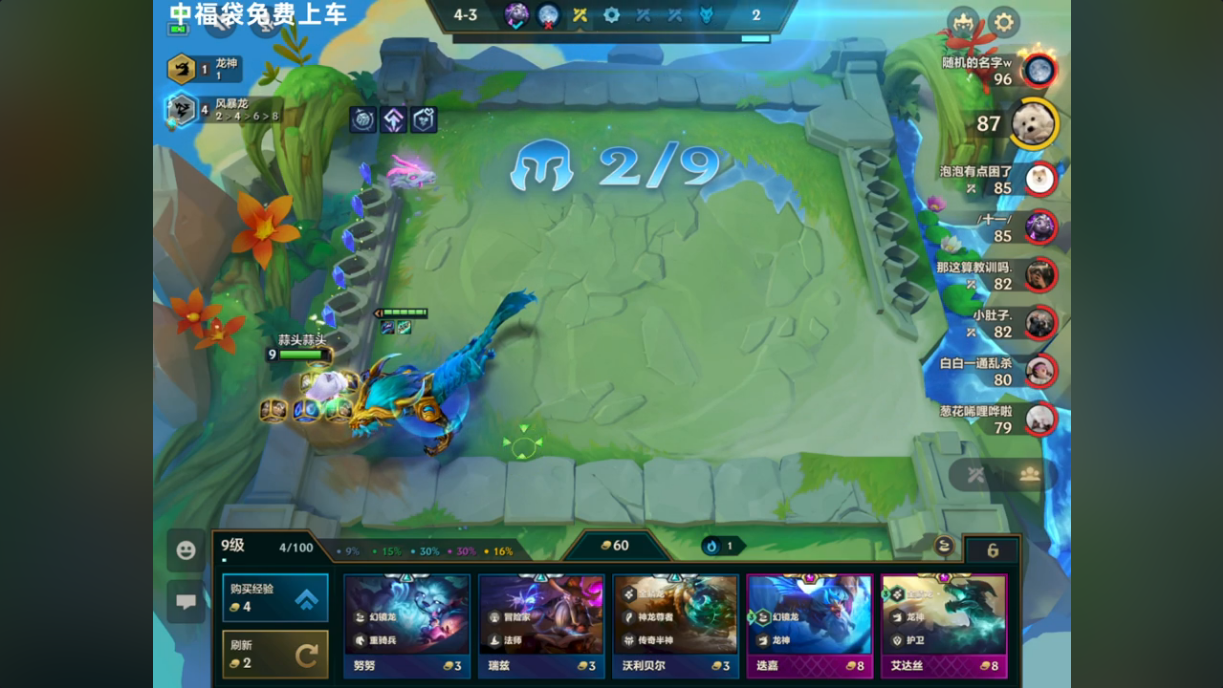 中福袋免费上车
4-3
2
1 龙神
1
4 风暴龙
2 > 4 > 6 > 8
2/9
随机的名字w
96
87
泡泡有点困了
85
/十一/
85
那这算教训吗.
82
小肚子.
82
白白一通乱杀
80
葱花唏哩哗啦
79
蒜头蒜头
9
9级
4/100
9%
15%
30%
30%
16%
60
1
6
购买经验
4
刷新
2
幻镜龙
重骑兵
努努
3
冒险家
法师
瑞兹
3
神龙尊者
传奇半神
沃利贝尔
3
3 幻镜龙
龙神
迭嘉
8
3
龙神
护卫
艾达丝
8